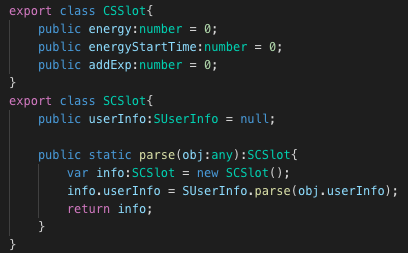 export class CSSlot{
    public energy:number = 0;
    public energyStartTime:number = 0;
    public addExp:number = 0;
}
export class SCSlot{
    public userInfo:SUserInfo = null;

    public static parse(obj:any):SCSlot{
        var info:SCSlot = new SCSlot();
        info.userInfo = SUserInfo.parse(obj.userInfo);
        return info;
    }
}